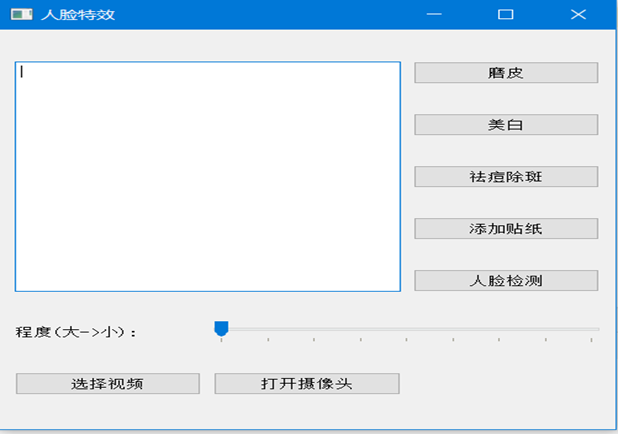 人脸特效
磨皮
美白
祛痘除斑
添加贴纸
人脸检测
程度(大->小)：
选择视频
打开摄像头